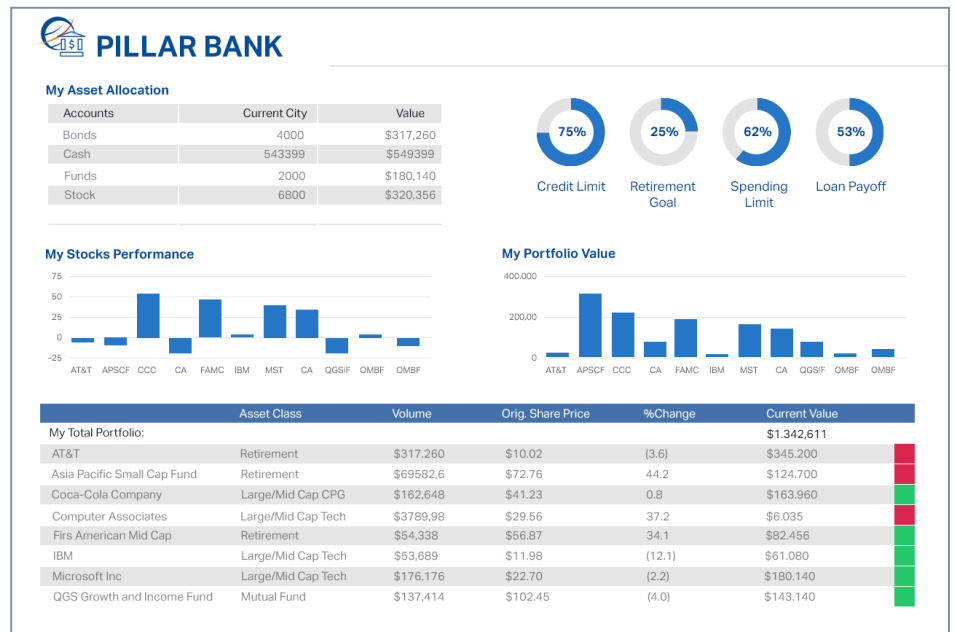 $
PILLAR BANK
My Asset Allocation
Accounts Current City Value
Bonds 4000 $317,260
Cash 543399 $549399
Funds 2000 $180,140
Stock 6800 $320,356
75% 25% 62% 53%
Credit Limit Retirement Goal Spending Limit Loan Payoff
My Stocks Performance
75
50
25
0
-25
AT&T APSCF CCC CA FAMC IBM MST CA QGSIF OMBF OMBF
My Portfolio Value
400.000
200,00
0
AT&T APSCF CCC CA FAMC IBM MST CA QGSIF OMBF OMBF
Asset Class Volume Orig. Share Price %Change Current Value
My Total Portfolio: $1.342,611
AT&T Retirement $317.260 $10.02 (3.6) $345.200
Asia Pacific Small Cap Fund Retirement $69582,6 $72.76 44.2 $124.700
Coca-Cola Company Large/Mid Cap CPG $162,648 $41.23 0.8 $163.960
Computer Associates Large/Mid Cap Tech $3789,98 $29.56 37.2 $6.035
Firs American Mid Cap Retirement $54,338 $56.87 34.1 $82.456
IBM Large/Mid Cap Tech $53,689 $11.98 (12.1) $61.080
Microsoft Inc Large/Mid Cap Tech $176,176 $22.70 (2.2) $180.140
QGS Growth and Income Fund Mutual Fund $137,414 $102.45 (4.0) $143.140